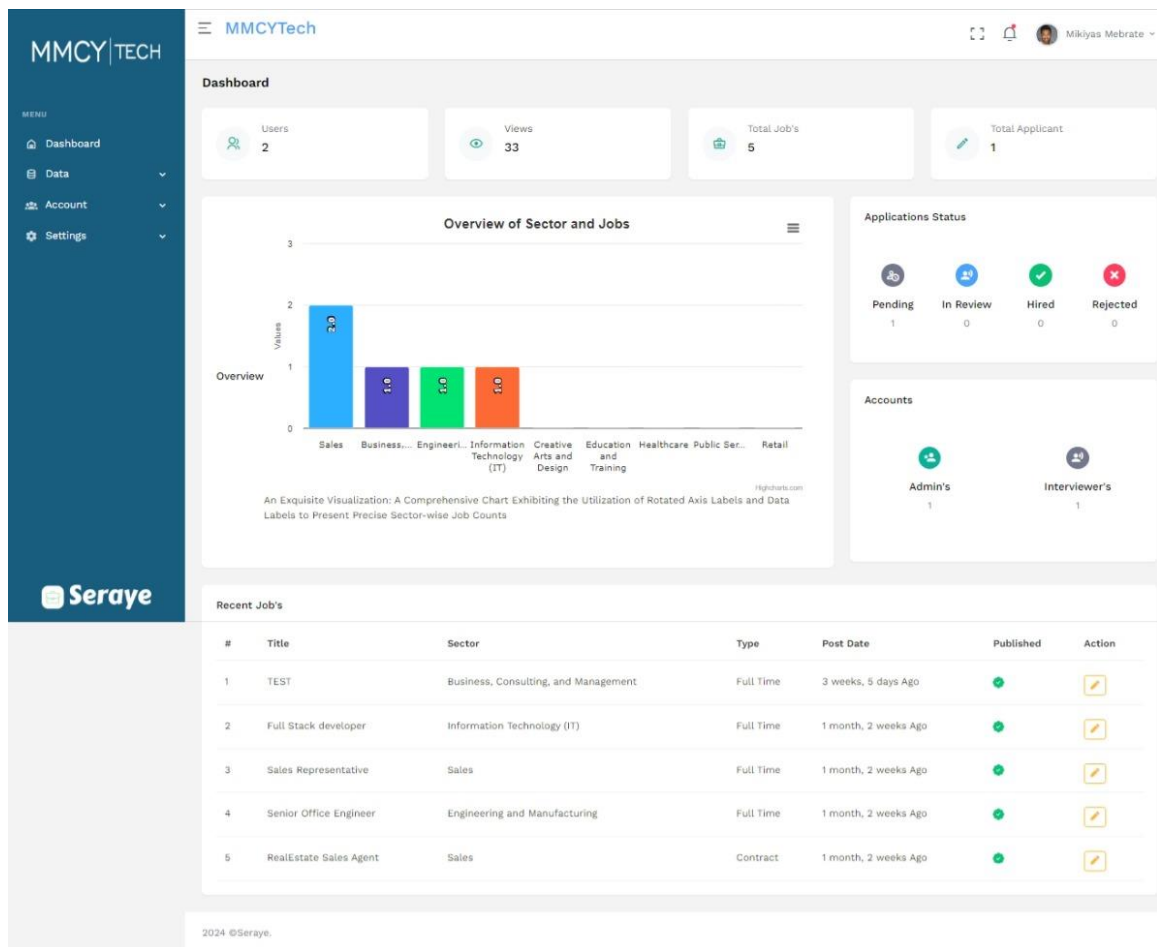 MMCY|TECH
MENU
Dashboard
Data
Account
Settings
Seraye
MMCYTech
Mikiyas Mebrate
Dashboard
Users
2
Views
33
Total Job's
5
Total Applicant
1
Overview
Overview of Sector and Jobs
Values
3
2
1
0
2.0
1.0
1.0
1.0
Sales
Business,...
Engineeri...
Information
Technology
(IT)
Creative
Arts and
Design
Education
and
Training
Healthcare
Public Ser...
Retail
Highcharts.com
An Exquisite Visualization: A Comprehensive Chart Exhibiting the Utilization of Rotated Axis Labels and Data
Labels to Present Precise Sector-wise Job Counts
Applications Status
Pending
1
In Review
0
Hired
0
Rejected
0
Accounts
Admin's
1
Interviewer's
1
Recent Job's
# Title Sector Type Post Date Published Action
1 TEST Business, Consulting, and Management Full Time 3 weeks, 5 days Ago
2 Full Stack developer Information Technology (IT) Full Time 1 month, 2 weeks Ago
3 Sales Representative Sales Full Time 1 month, 2 weeks Ago
4 Senior Office Engineer Engineering and Manufacturing Full Time 1 month, 2 weeks Ago
5 RealEstate Sales Agent Sales Contract 1 month, 2 weeks Ago
2024 ©Seraye.